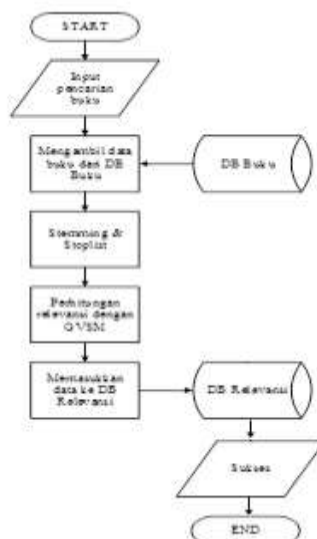 START
Input
pencarian
buku
Mengambil data
buku dari DB
Buku
DB Buku
Stemming &
Stoplist
Perhitungan
relevansi dengan
GVSM
Memasukkan
data ke DB
Relevansi
DB Relevansi
Sukses
END